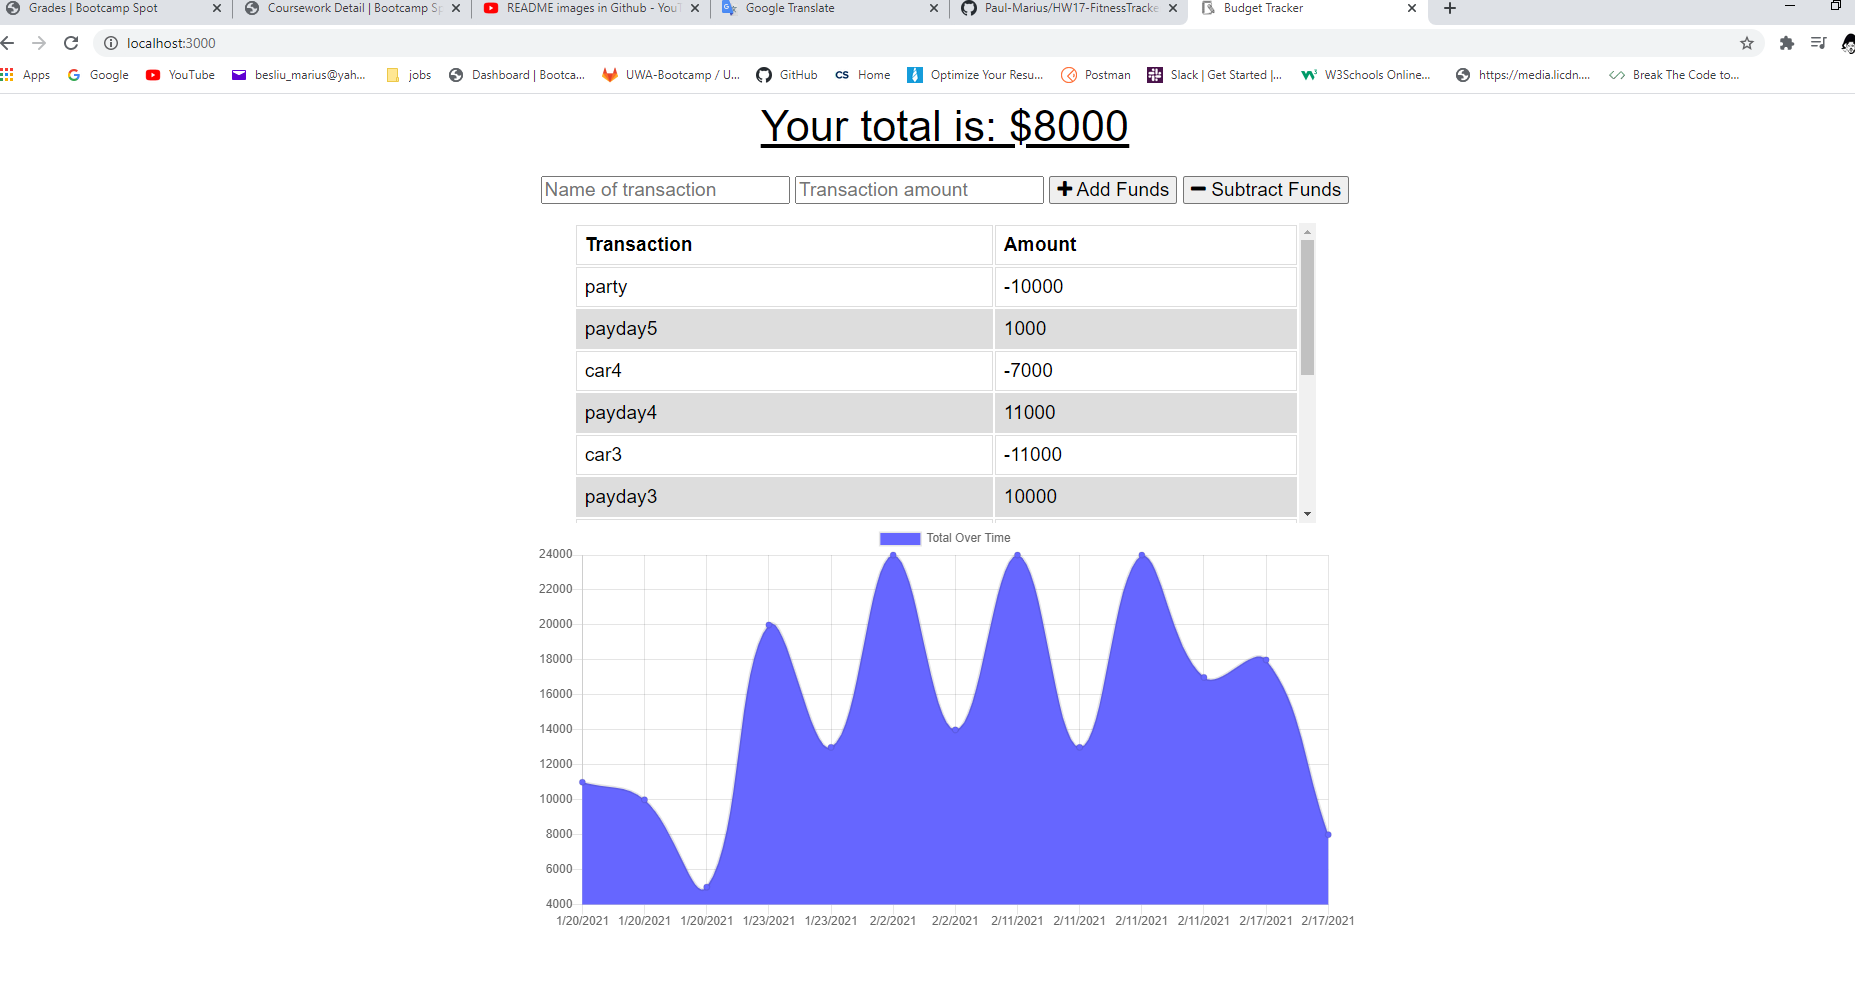 Grades | Bootcamp Spot
Coursework Detail | Bootcamp Sp
README images in Github - YouT
Google Translate
Paul-Marius/HW17-FitnessTracke
Budget Tracker
localhost:3000
Apps Google YouTube besliu_marius@yah... jobs Dashboard | Bootca... UWA-Bootcamp / U... GitHub CS Home Optimize Your Resu... Postman Slack | Get Started |... W3Schools Online... https://media.licdn.... Break The Code to...
Your total is: $8000
Name of transaction Transaction amount Add Funds Subtract Funds
Transaction Amount
party -10000
payday5 1000
car4 -7000
payday4 11000
car3 -11000
payday3 10000
Total Over Time
24000
22000
20000
18000
16000
14000
12000
10000
8000
6000
4000
1/20/2021 1/20/2021 1/20/2021 1/23/2021 1/23/2021 2/2/2021 2/2/2021 2/11/2021 2/11/2021 2/11/2021 2/11/2021 2/17/2021 2/17/2021